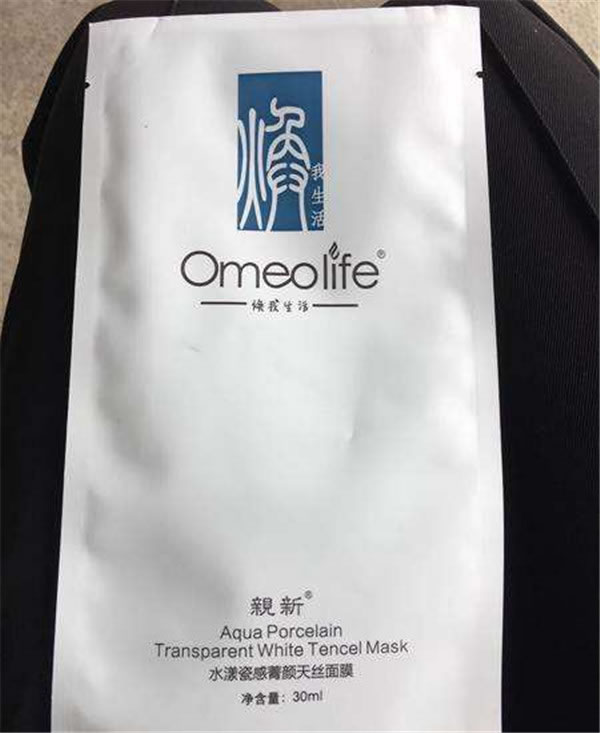 焕
我生活
Omeolife®
焕我生活
親新®
Aqua Porcelain
Transparent White Tencel Mask
水漾瓷感菁颜天丝面膜
净含量：30ml